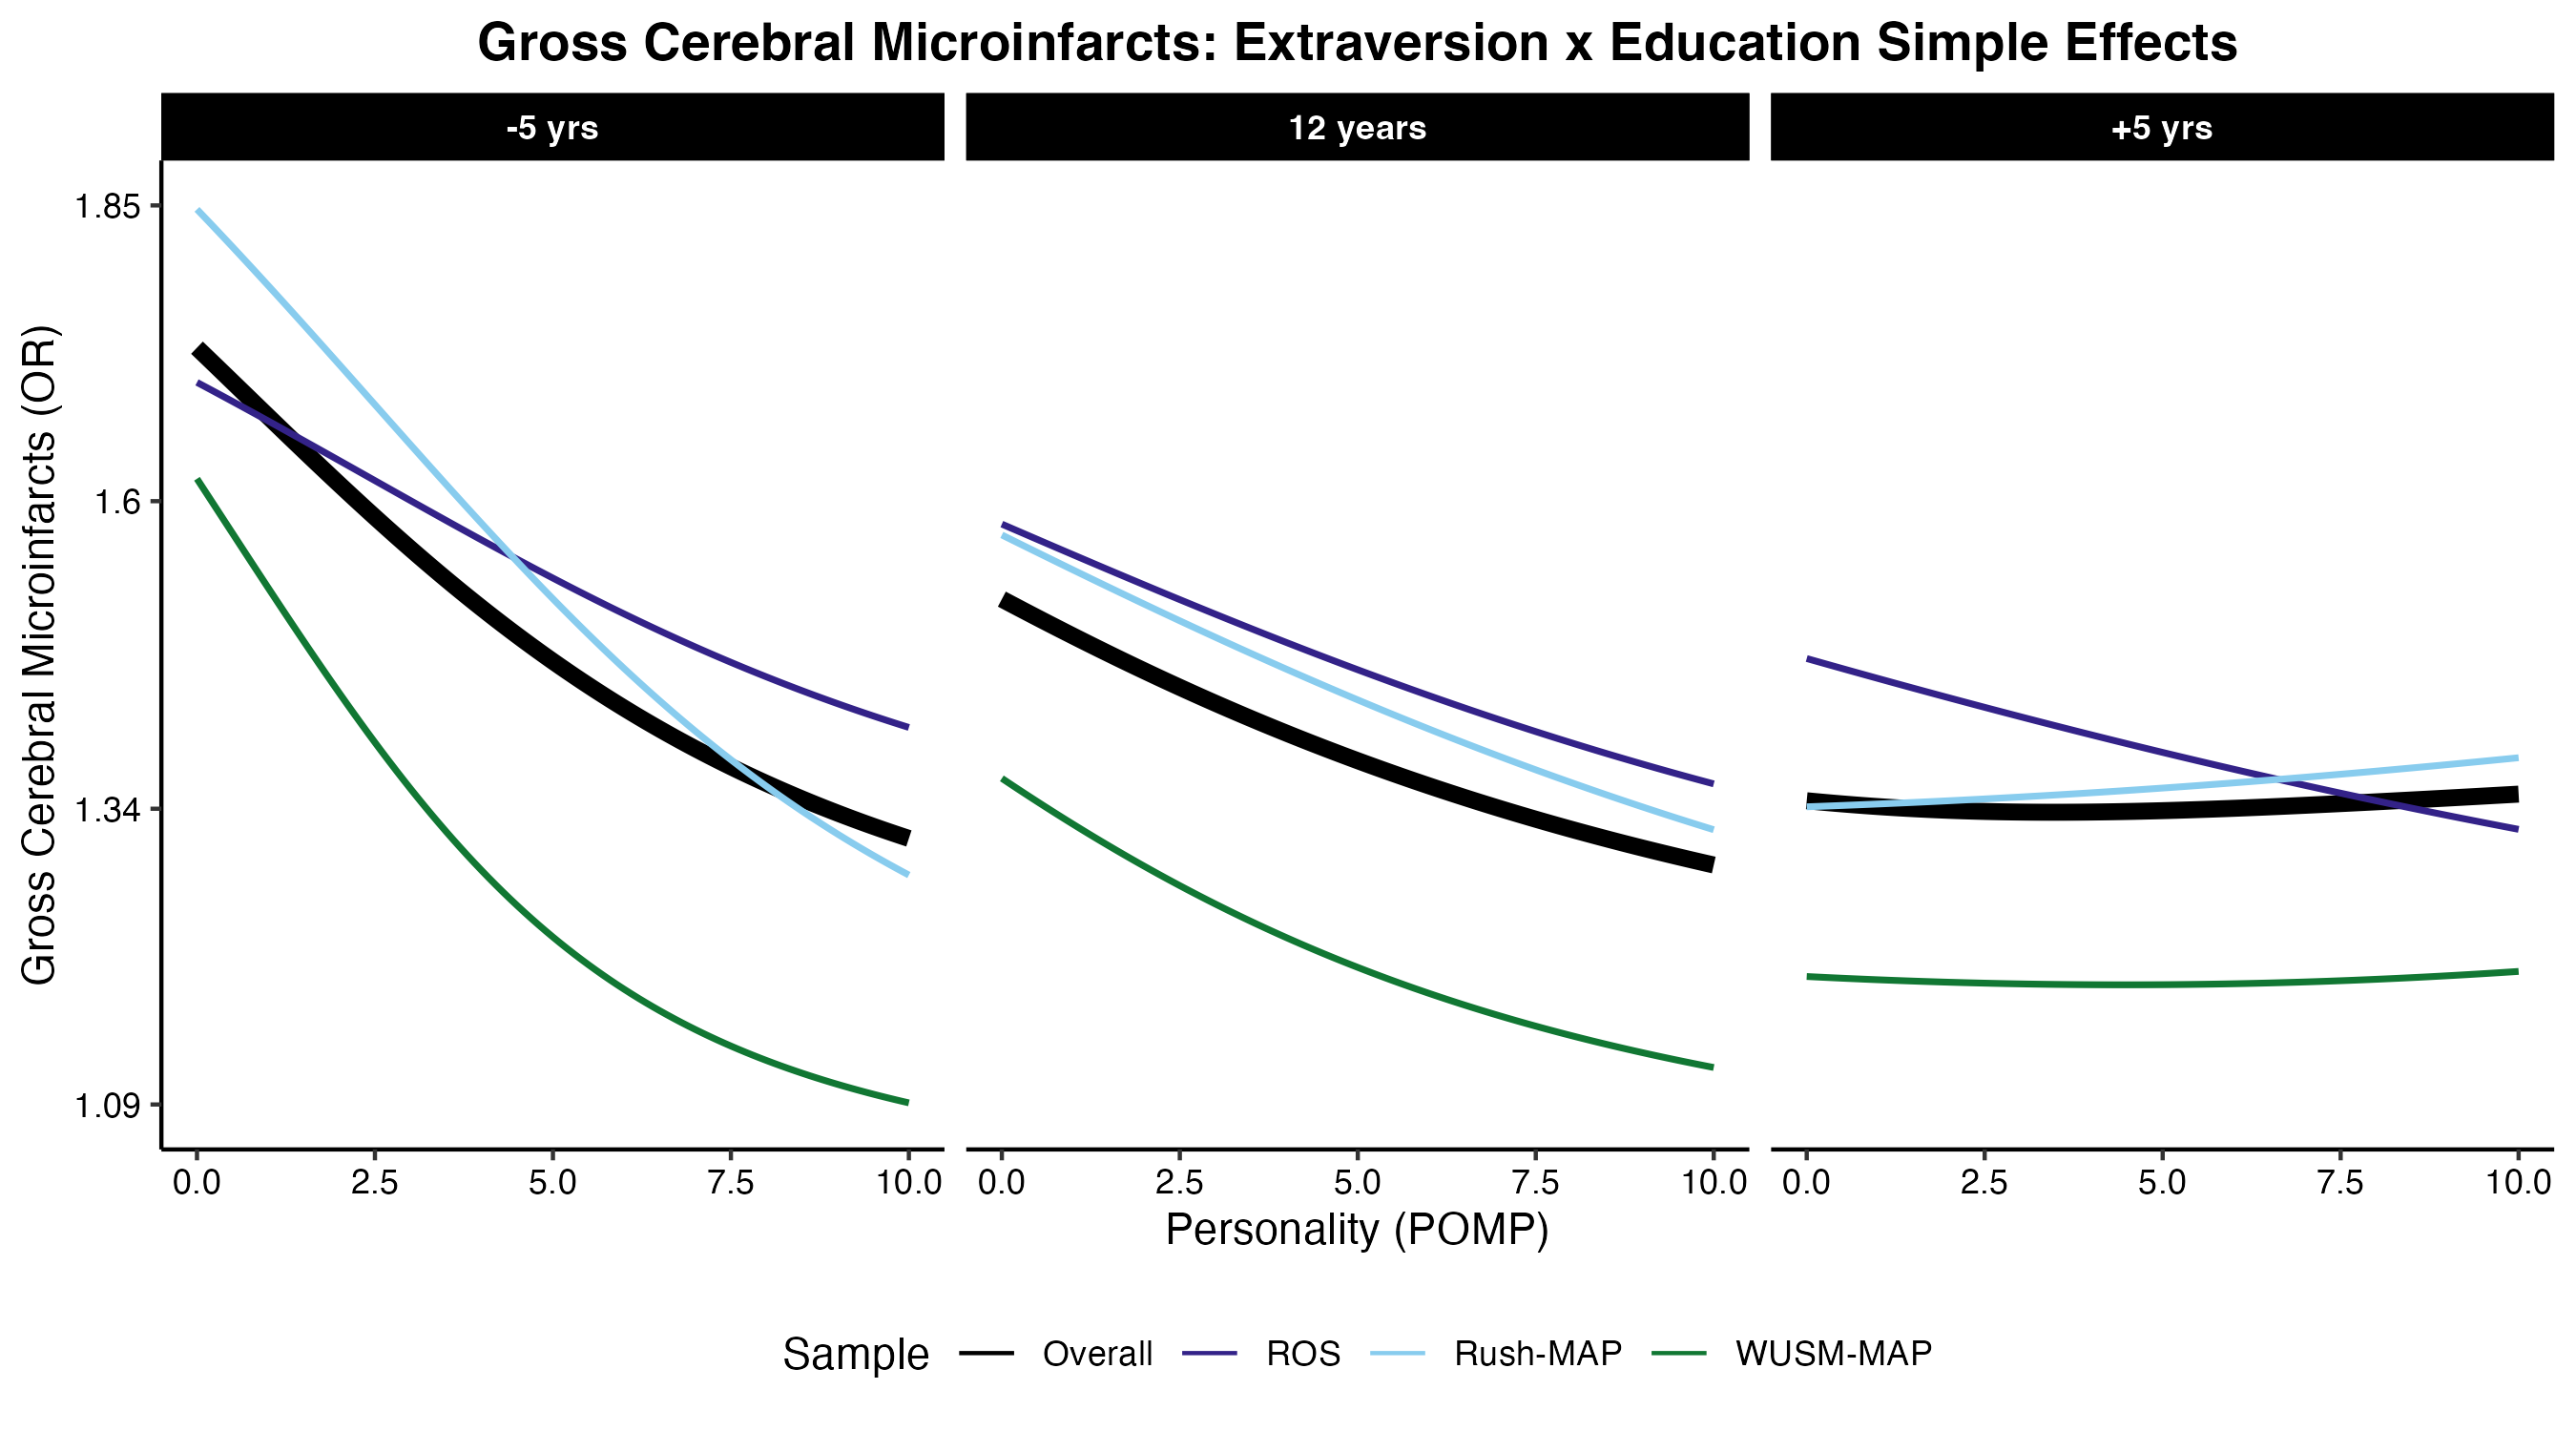 Gross Cerebral Microinfarcts: Extraversion x Education Simple Effects
-5 yrs
12 years
+5 yrs
Gross Cerebral Microinfarcts (OR)
1.85
1.6
1.34
1.09
0.0 2.5 5.0 7.5 10.0
0.0 2.5 5.0 7.5 10.0
0.0 2.5 5.0 7.5 10.0
Personality (POMP)
Sample Overall ROS Rush-MAP WUSM-MAP